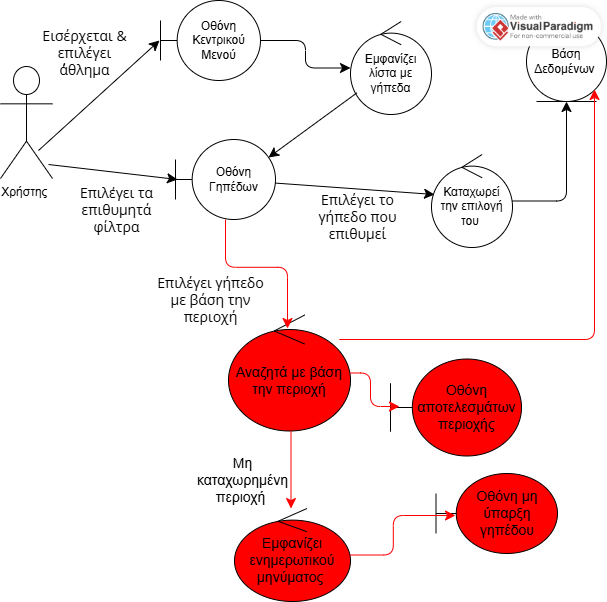 Εισέρχεται &
επιλέγει
άθλημα
Οθόνη
Κεντρικού
Μενού
Εμφανίζει
λίστα με
γήπεδα
Made with
VisualParadigm
For non-commercial use
Βάση
Δεδομένων
Χρήστης
Επιλέγει τα
επιθυμητά
φίλτρα
Οθόνη
Γηπέδων
Επιλέγει το
γήπεδο που
επιθυμεί
Καταχωρεί
την επιλογή
του
Επιλέγει γήπεδο
με βάση την
περιοχή
Αναζητά με βάση
την περιοχή
Οθόνη
αποτελεσμάτων
περιοχής
Μη
καταχωρημένη
περιοχή
Οθόνη μη
ύπαρξη
γηπέδου
Εμφανίζει
ενημερωτικού
μηνύματος